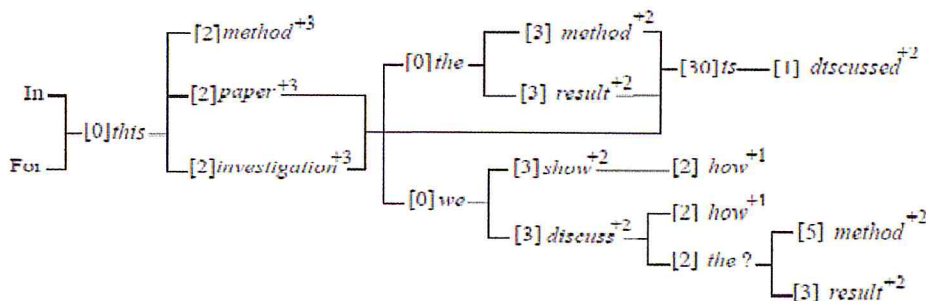 [2] method+3
[0] the
[3] method+2
[30] is
[1] discussed+2
In
[0] this
[2] paper+3
[3] result+2
For
[2] investigation+3
[0] we
[3] show+2
[2] how+1
[3] discuss+2
[2] how+1
[2] the ?
[5] method+2
[3] result+2